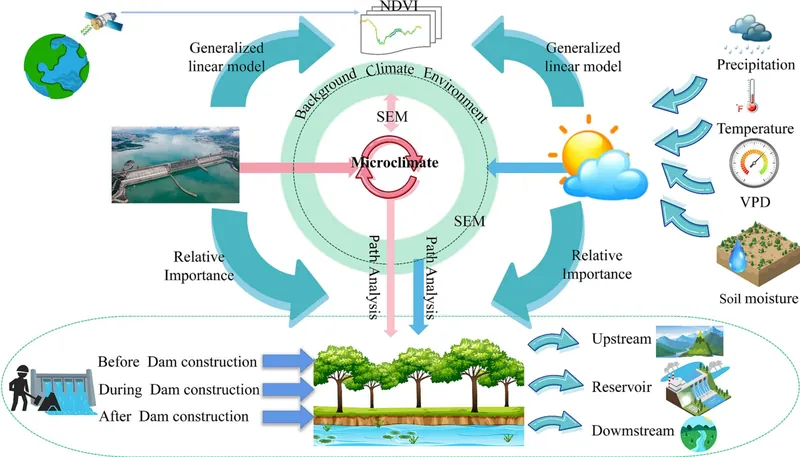 NDVI
Generalized
linear model
Generalized
linear model
Precipitation
Background Climate Environment
SEM
°F
Temperature
Microclimate
VPD
SEM
Relative
Importance
Path Analysis
Path Analysis
Relative
Importance
Soil moisture
Before Dam construction
During Dam construction
After Dam construction
Upstream
Reservoir
Dowmstream